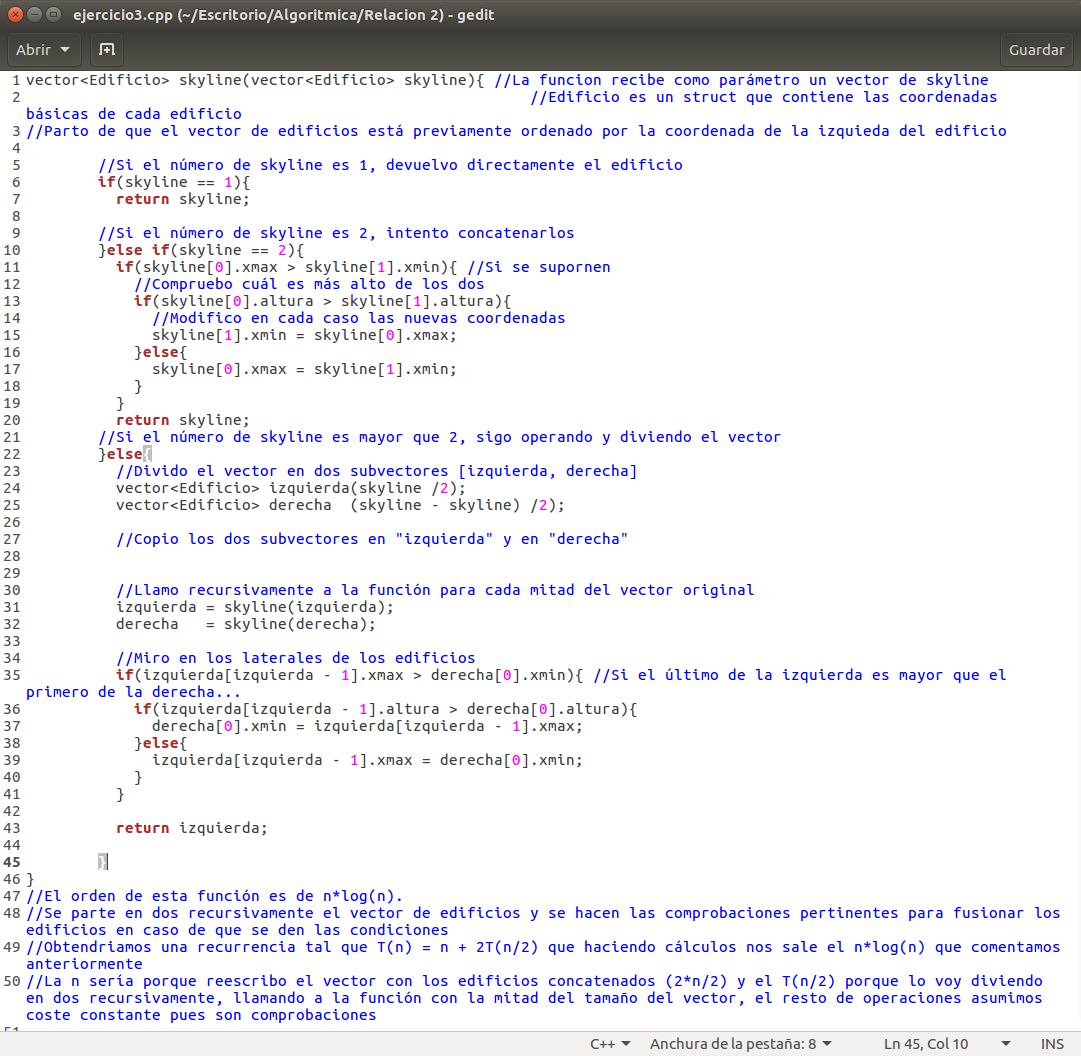 ejercicio3.cpp (~/Escritorio/Algoritmica/Relacion 2) - gedit
Abrir
Guardar
1 vector<Edificio> skyline(vector<Edificio> skyline){ //La funcion recibe como parámetro un vector de skyline
2 //Edificio es un struct que contiene las coordenadas
básicas de cada edificio
3 //Parto de que el vector de edificios está previamente ordenado por la coordenada de la izquieda del edificio
4
5 //Si el número de skyline es 1, devuelvo directamente el edificio
6 if(skyline == 1){
7 return skyline;
8
9 //Si el número de skyline es 2, intento concatenarlos
10 }else if(skyline == 2){
11 if(skyline[0].xmax > skyline[1].xmin){ //Si se supornen
12 //Compruebo cuál es más alto de los dos
13 if(skyline[0].altura > skyline[1].altura){
14 //Modifico en cada caso las nuevas coordenadas
15 skyline[1].xmin = skyline[0].xmax;
16 }else{
17 skyline[0].xmax = skyline[1].xmin;
18 }
19 }
20 return skyline;
21 //Si el número de skyline es mayor que 2, sigo operando y diviendo el vector
22 }else{
23 //Divido el vector en dos subvectores [izquierda, derecha]
24 vector<Edificio> izquierda(skyline /2);
25 vector<Edificio> derecha (skyline - skyline) /2);
26
27 //Copio los dos subvectores en "izquierda" y en "derecha"
28
29
30 //Llamo recursivamente a la función para cada mitad del vector original
31 izquierda = skyline(izquierda);
32 derecha = skyline(derecha);
33
34 //Miro en los laterales de los edificios
35 if(izquierda[izquierda - 1].xmax > derecha[0].xmin){ //Si el último de la izquierda es mayor que el
primero de la derecha...
36 if(izquierda[izquierda - 1].altura > derecha[0].altura){
37 derecha[0].xmin = izquierda[izquierda - 1].xmax;
38 }else{
39 izquierda[izquierda - 1].xmax = derecha[0].xmin;
40 }
41 }
42
43 return izquierda;
44
45 }
46 }
47 //El orden de esta función es de n*log(n).
48 //Se parte en dos recursivamente el vector de edificios y se hacen las comprobaciones pertinentes para fusionar los
edificios en caso de que se den las condiciones
49 //Obtendriamos una recurrencia tal que T(n) = n + 2T(n/2) que haciendo cálculos nos sale el n*log(n) que comentamos
anteriormente
50 //La n sería porque reescribo el vector con los edificios concatenados (2*n/2) y el T(n/2) porque lo voy diviendo
en dos recursivamente, llamando a la función con la mitad del tamaño del vector, el resto de operaciones asumimos
coste constante pues son comprobaciones
51
C++ Anchura de la pestaña: 8 Ln 45, Col 10 INS